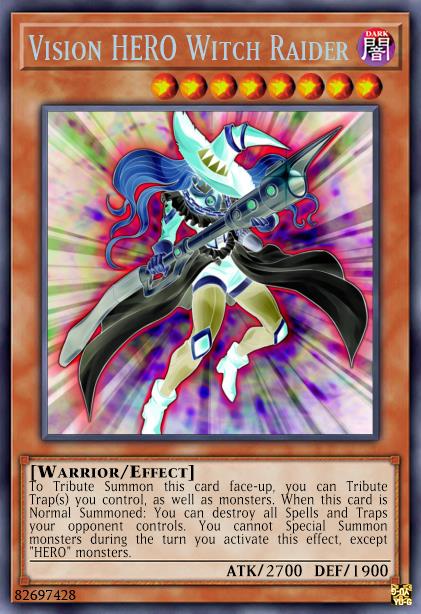 Vision HERO Witch Raider
DARK
闇
[Warrior/Effect]
To Tribute Summon this card face-up, you can Tribute
Trap(s) you control, as well as monsters. When this card is
Normal Summoned: You can destroy all Spells and Traps
your opponent controls. You cannot Special Summon
monsters during the turn you activate this effect, except
"HERO" monsters.
ATK/2700 DEF/1900
82697428